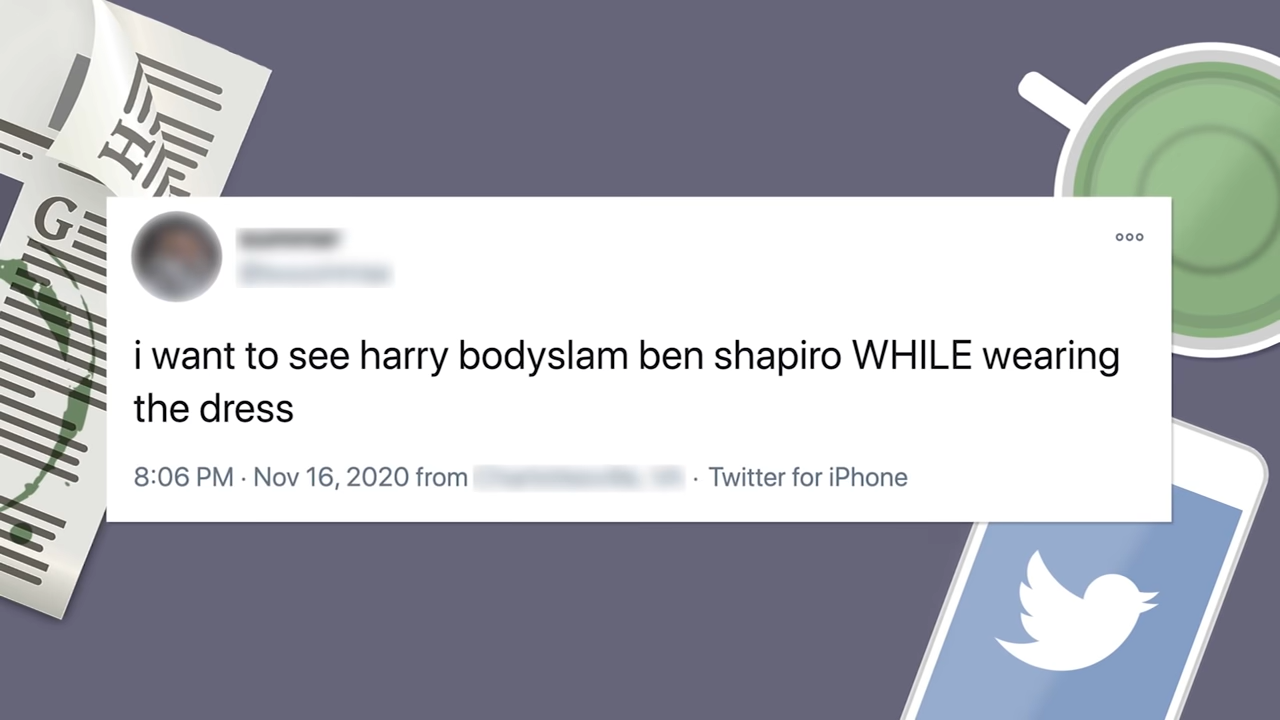 H
G
i want to see harry bodyslam ben shapiro WHILE wearing
the dress
8:06 PM · Nov 16, 2020 from · Twitter for iPhone